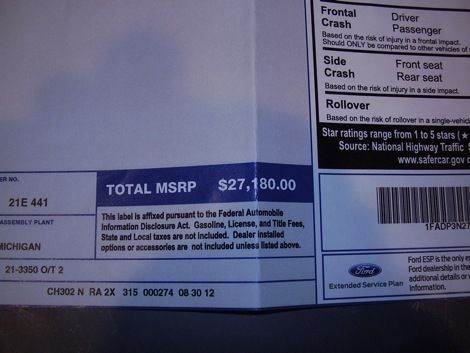 Frontal Driver
Crash Passenger
Based on the risk of injury in a frontal impact.
Should ONLY be compared to other vehicles of
Side Front seat
Crash Rear seat
Based on the risk of injury in a side impact.
Rollover
Based on the risk of rollover in a single-vehic
Star ratings range from 1 to 5 stars (★
Source: National Highway Traffic S
www.safercar.gov
ER NO.
21E 441
TOTAL MSRP $27,180.00
ASSEMBLY PLANT
MICHIGAN
This label is affixed pursuant to the Federal Automobile
Information Disclosure Act. Gasoline, License, and Title Fees,
State and Local taxes are not included. Dealer installed
options or accessories are not included unless listed above.
21-3350 O/T 2
CH302 N RA 2X 315 000274 08 30 12
1FADP3N27
Ford
Extended Service Plan
Ford ESP is the only es
Ford dealership in the
additional details or v
information.